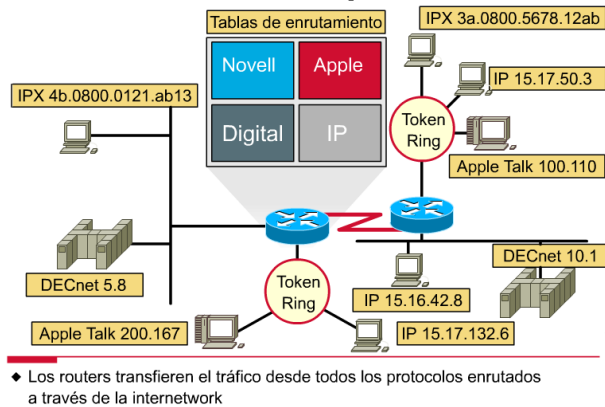 Tablas de enrutamiento
Novell
Apple
Digital
IP
IPX 3a.0800.5678.12ab
IP 15.17.50.3
Token
Ring
Apple Talk 100.110
IPX 4b.0800.0121.ab13
DECnet 5.8
Token
Ring
Apple Talk 200.167
IP 15.16.42.8
DECnet 10.1
IP 15.17.132.6
◆ Los routers transfieren el tráfico desde todos los protocolos enrutados
a través de la internetwork